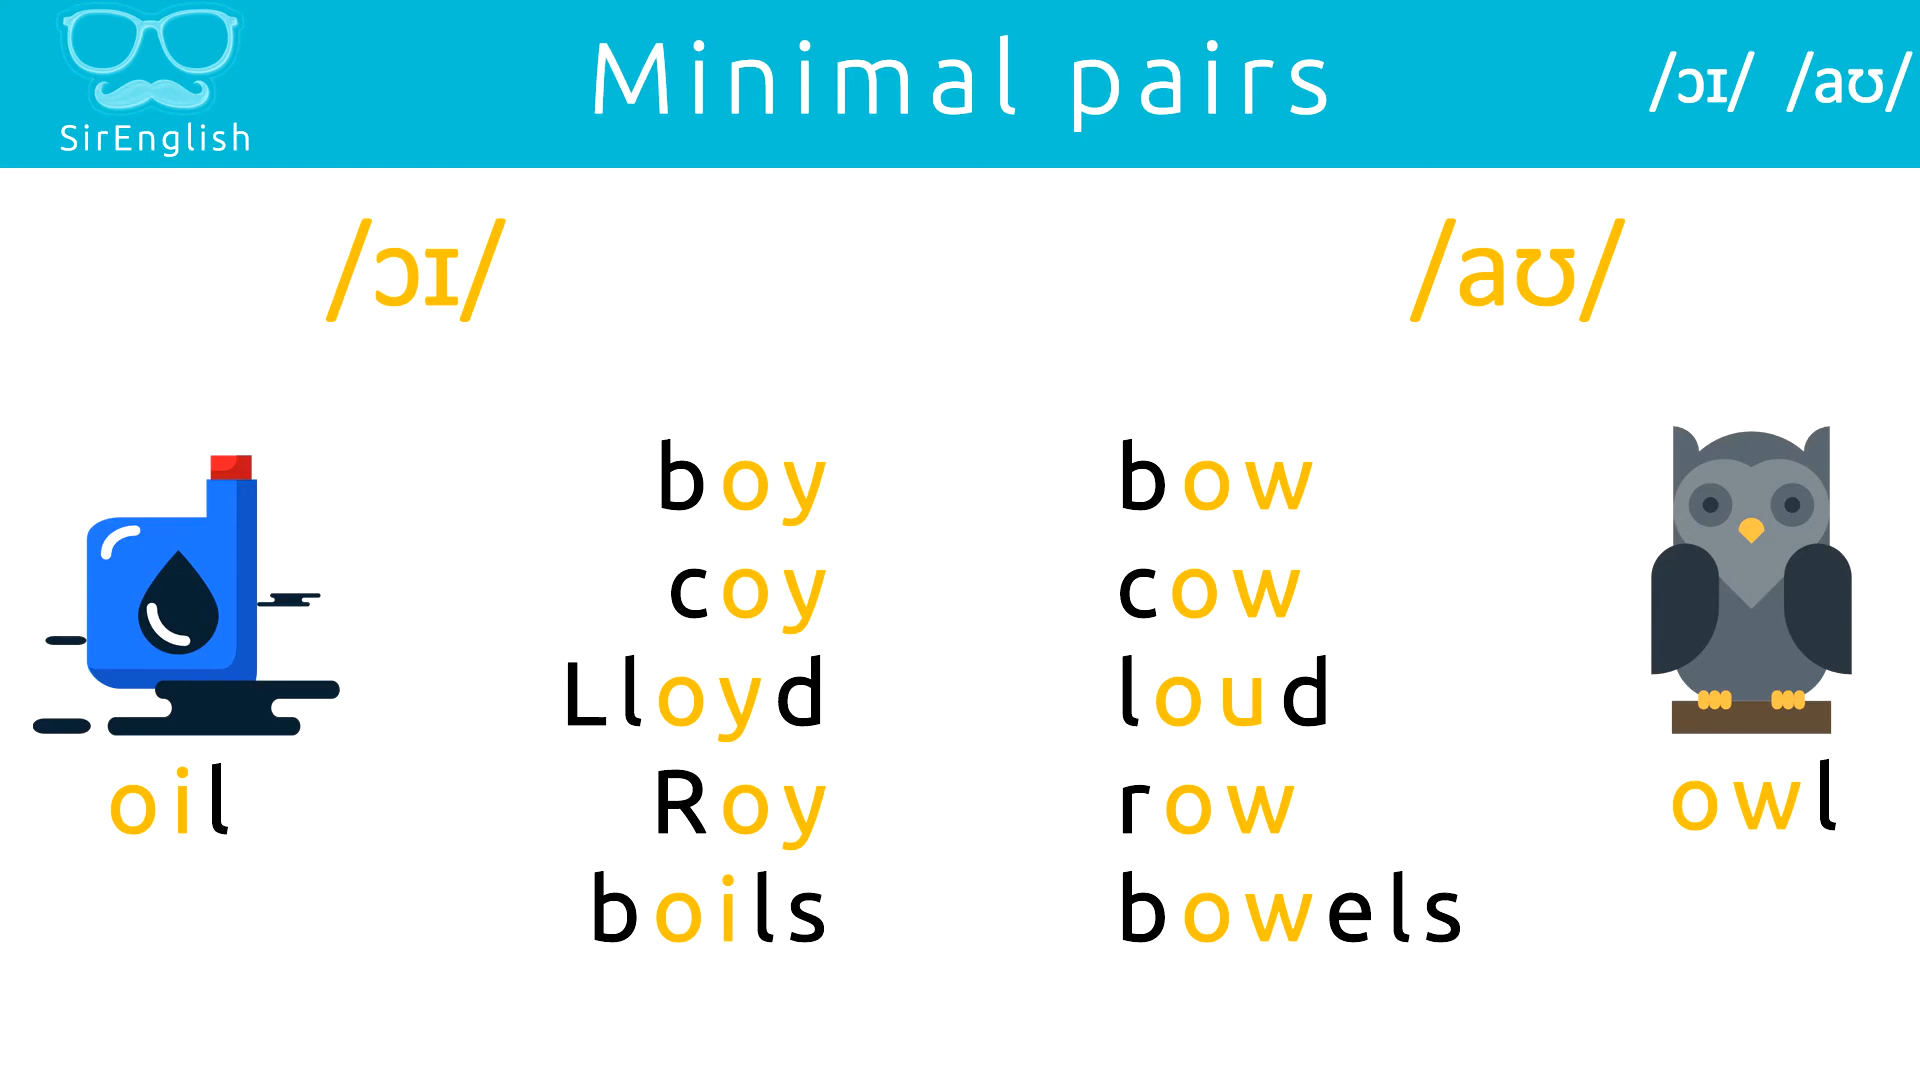 SirEnglish
Minimal pairs
/ɔɪ/ /aʊ/
/ɔɪ/ /aʊ/
boy bow
coy cow
Lloyd loud
Roy row
boils bowels
oil
owl